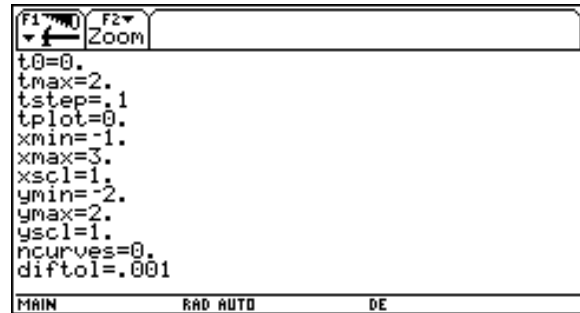 F1 F2
Zoom
t0=0.
tmax=2.
tstep=.1
tplot=0.
xmin=-1.
xmax=3.
xscl=1.
ymin=-2.
ymax=2.
yscl=1.
ncurves=0.
diftol=.001
MAIN RAD AUTO DE